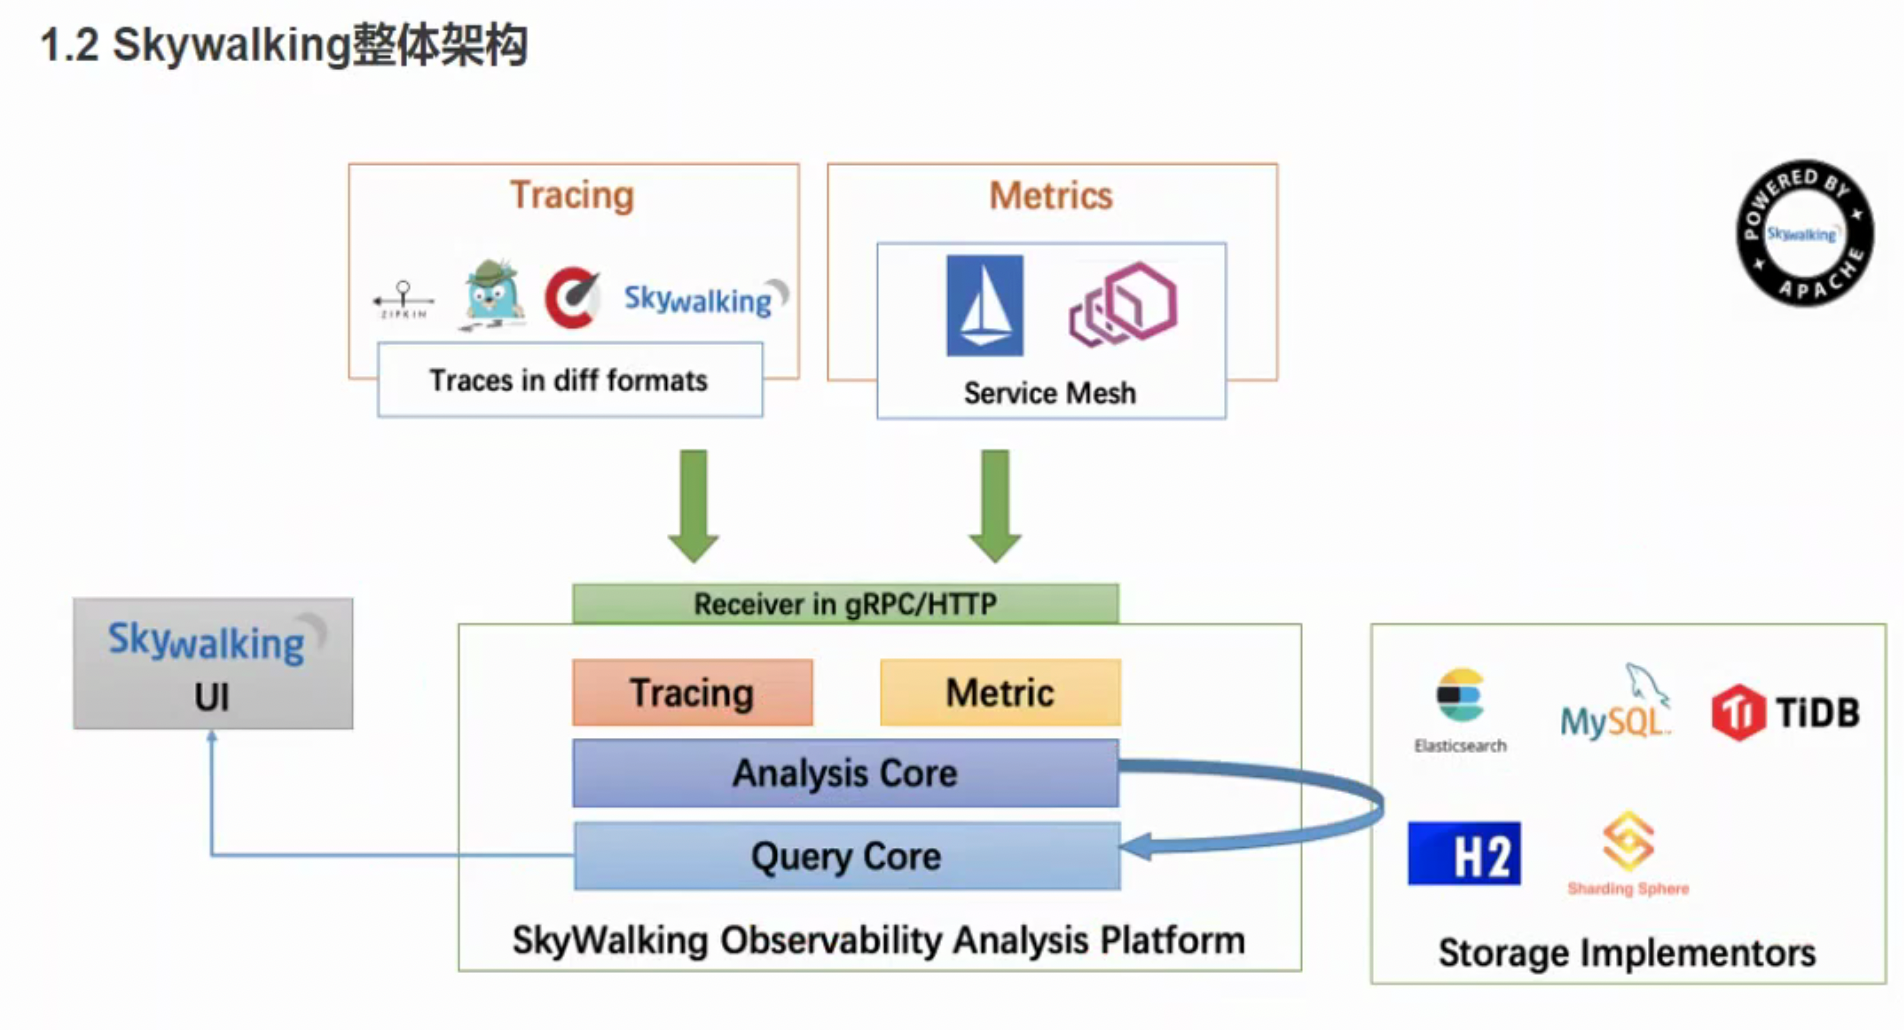 1.2 Skywalking整体架构
Tracing
Metrics
POWERED BY
Skywalking
APACHE
ZIPKIN
Skywalking
Traces in diff formats
Service Mesh
Receiver in gRPC/HTTP
Skywalking
UI
Tracing
Metric
Analysis Core
Query Core
SkyWalking Observability Analysis Platform
Elasticsearch
MySQL
TiDB
H2
Sharding Sphere
Storage Implementors